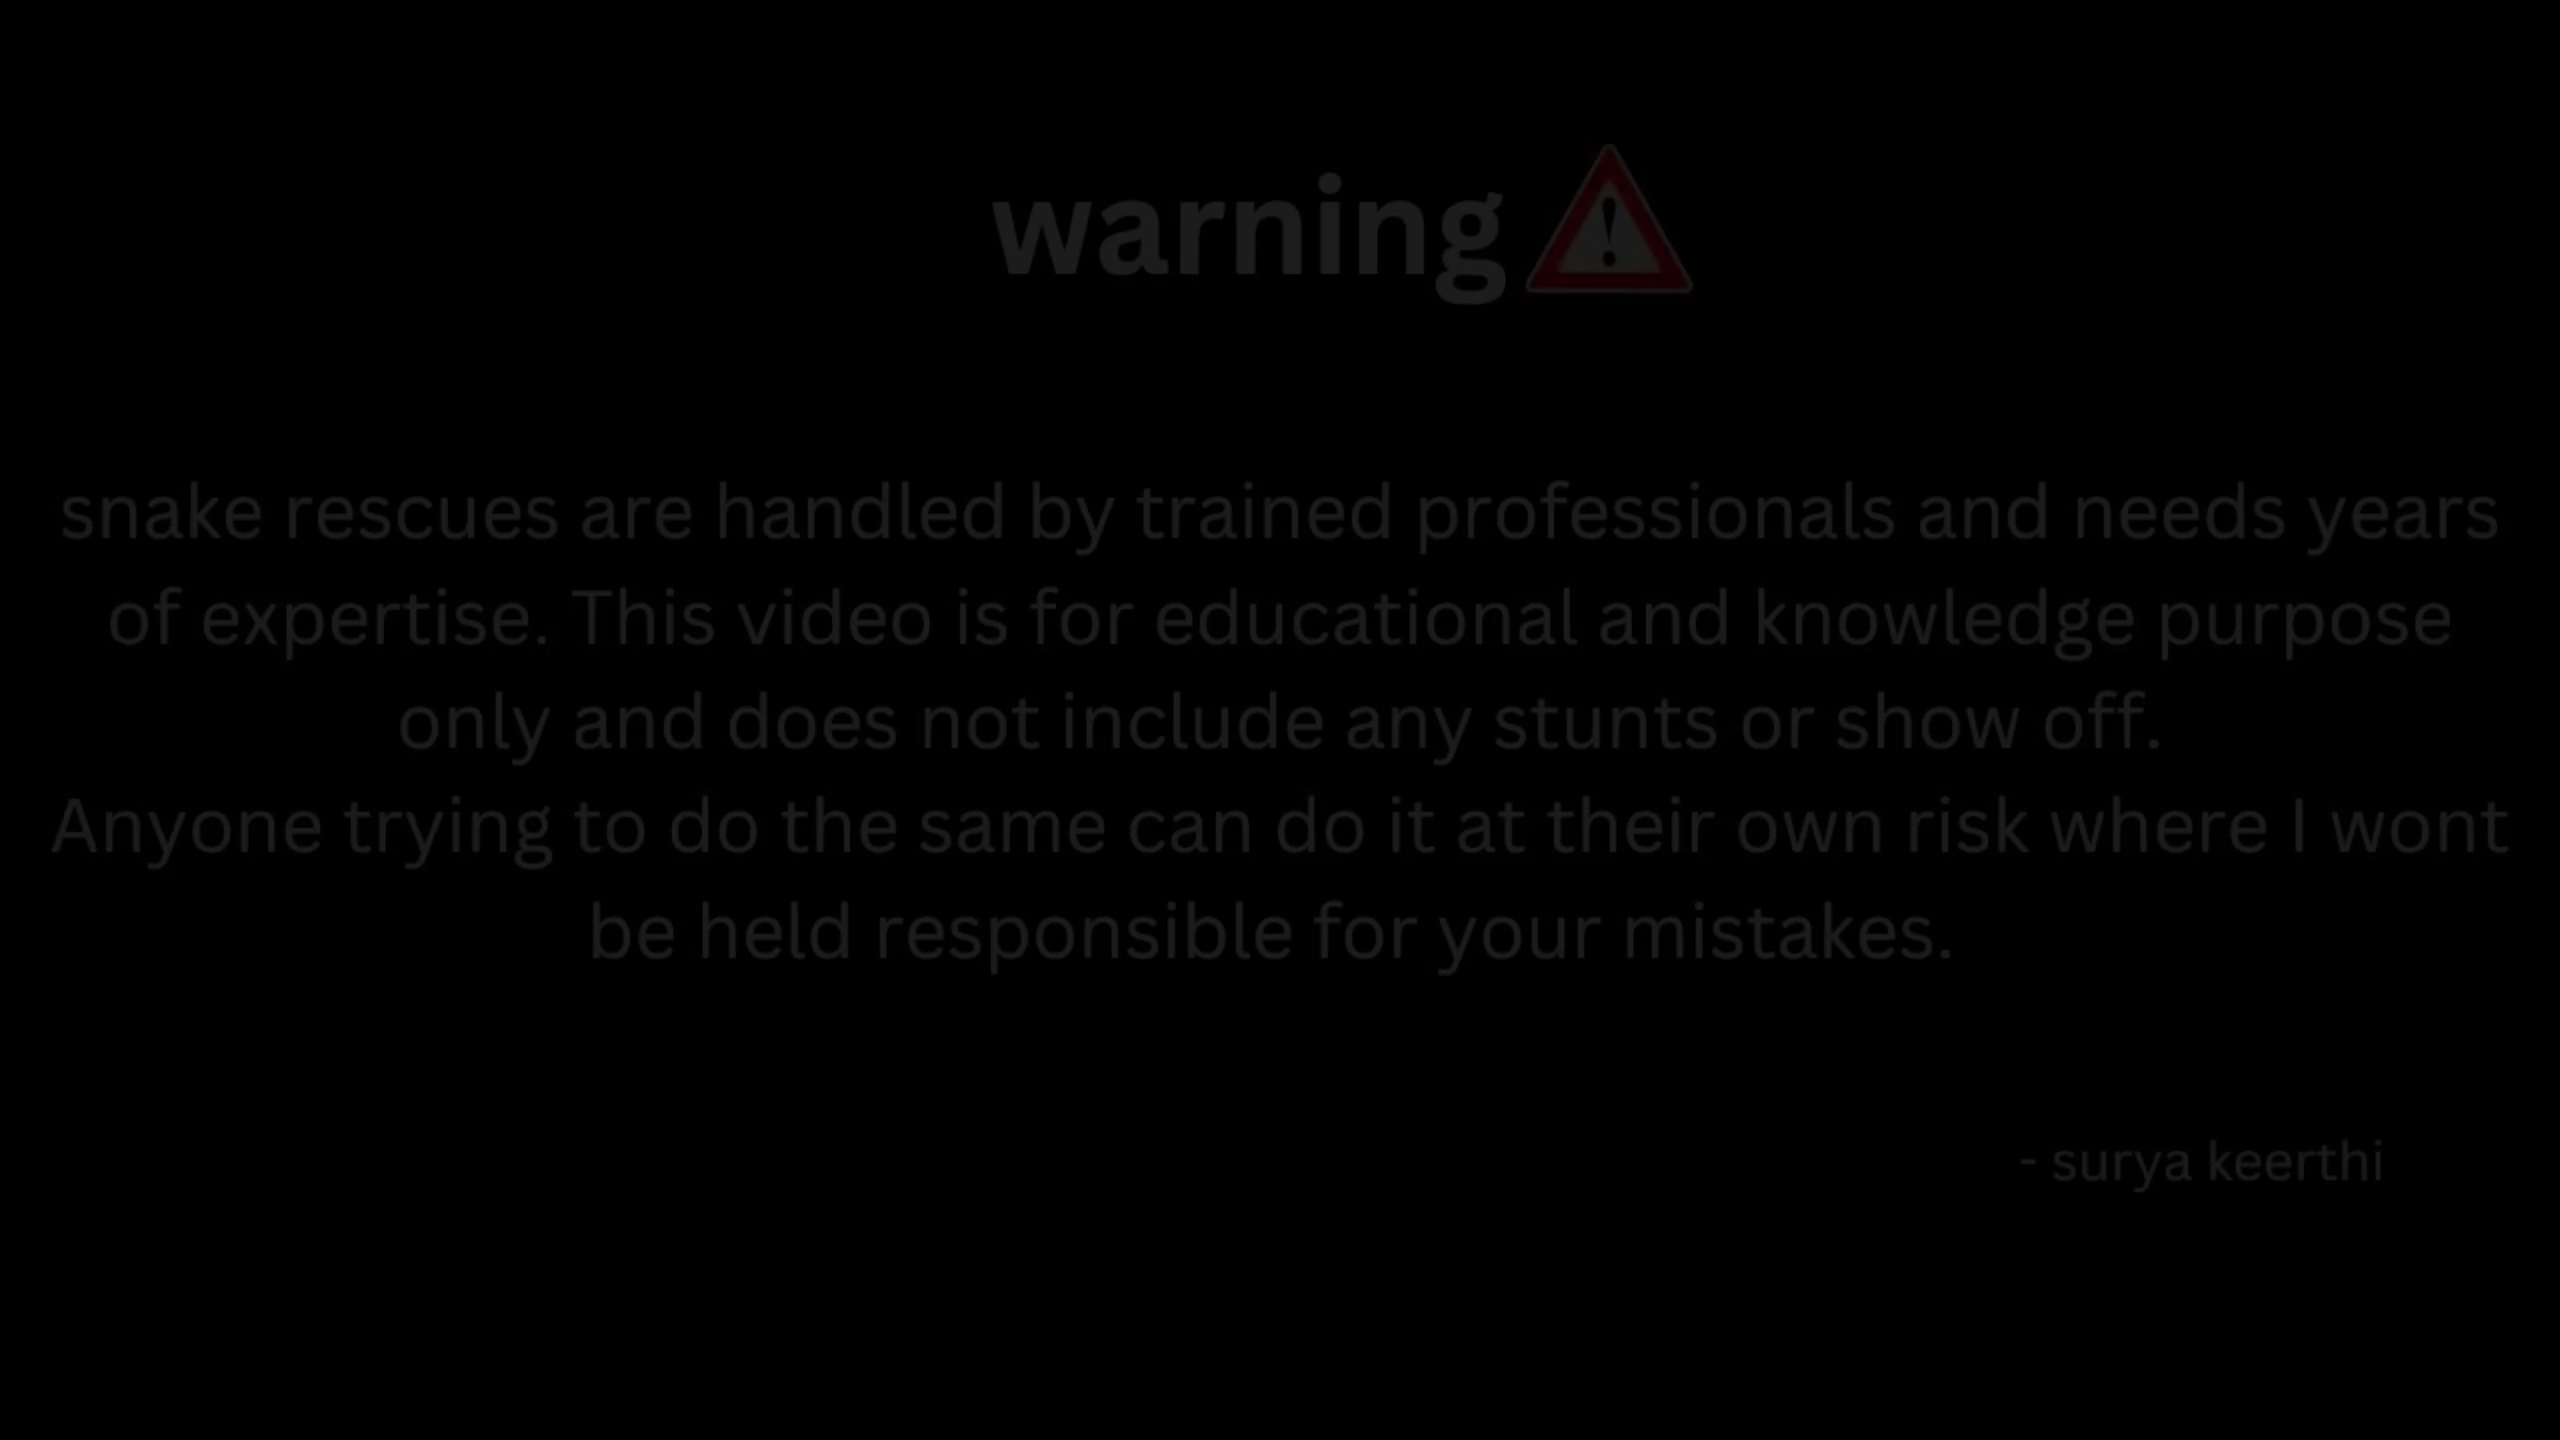 warning
snake rescues are handled by trained professionals and needs years
of expertise. This video is for educational and knowledge purpose
only and does not include any stunts or show off.
Anyone trying to do the same can do it at their own risk where I wont
be held responsible for your mistakes.
- surya keerthi